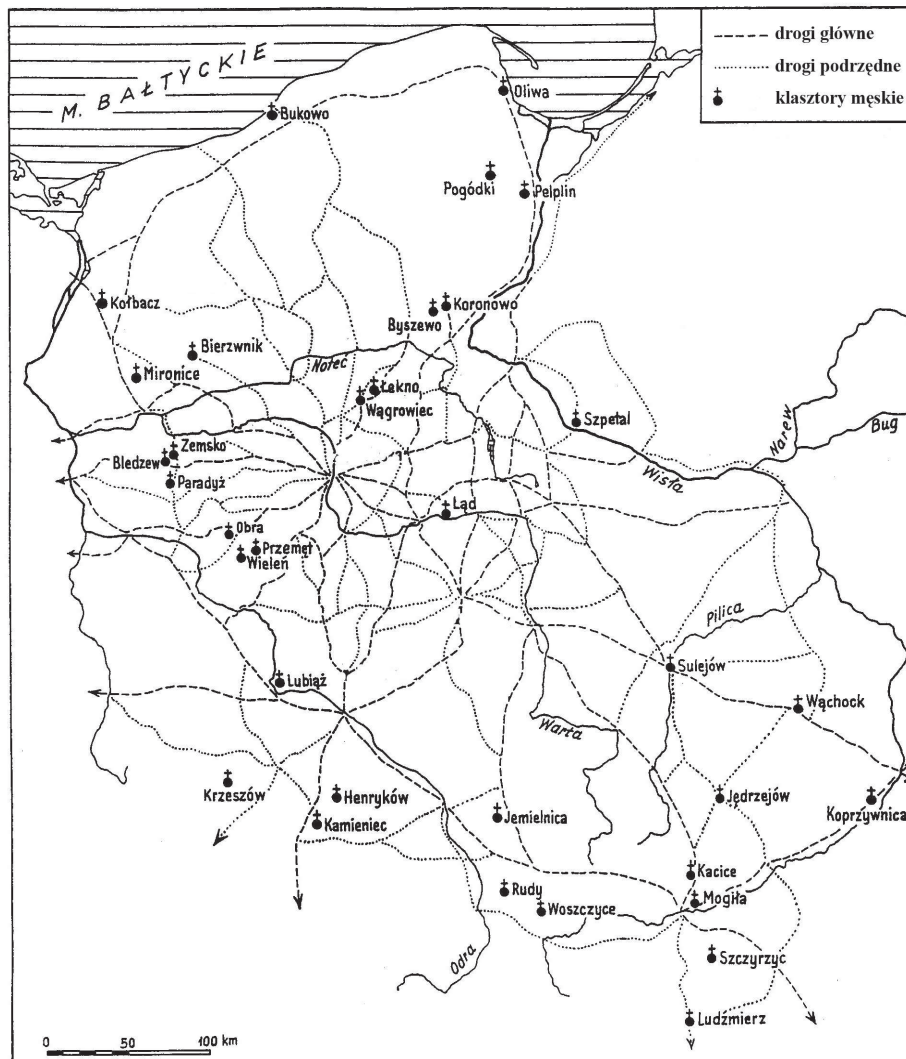 drogi główne
drogi podrzędne
klasztory męskie
M. BAŁTYCKIE
Oliwa
Bukowo
Pogódki
Pelplin
Kołbacz
Koronowo
Byszewo
Bierzwnik
Noteć
Mironice
Łekno
Wągrowiec
Szpetal
Narew
Bug
Zemsko
Bledzew
Wisła
Paradyż
Ląd
Obra
Przemęt
Wieleń
Pilica
Sulejów
Lubiąż
Wąchock
Warta
Krzeszów
Henryków
Jędrzejów
Kamieniec
Jemielnica
Koprzywnica
Kacice
Rudy
Mogiła
Woszczyce
Odra
Szczyrzyc
Ludźmierz
0 50 100 km